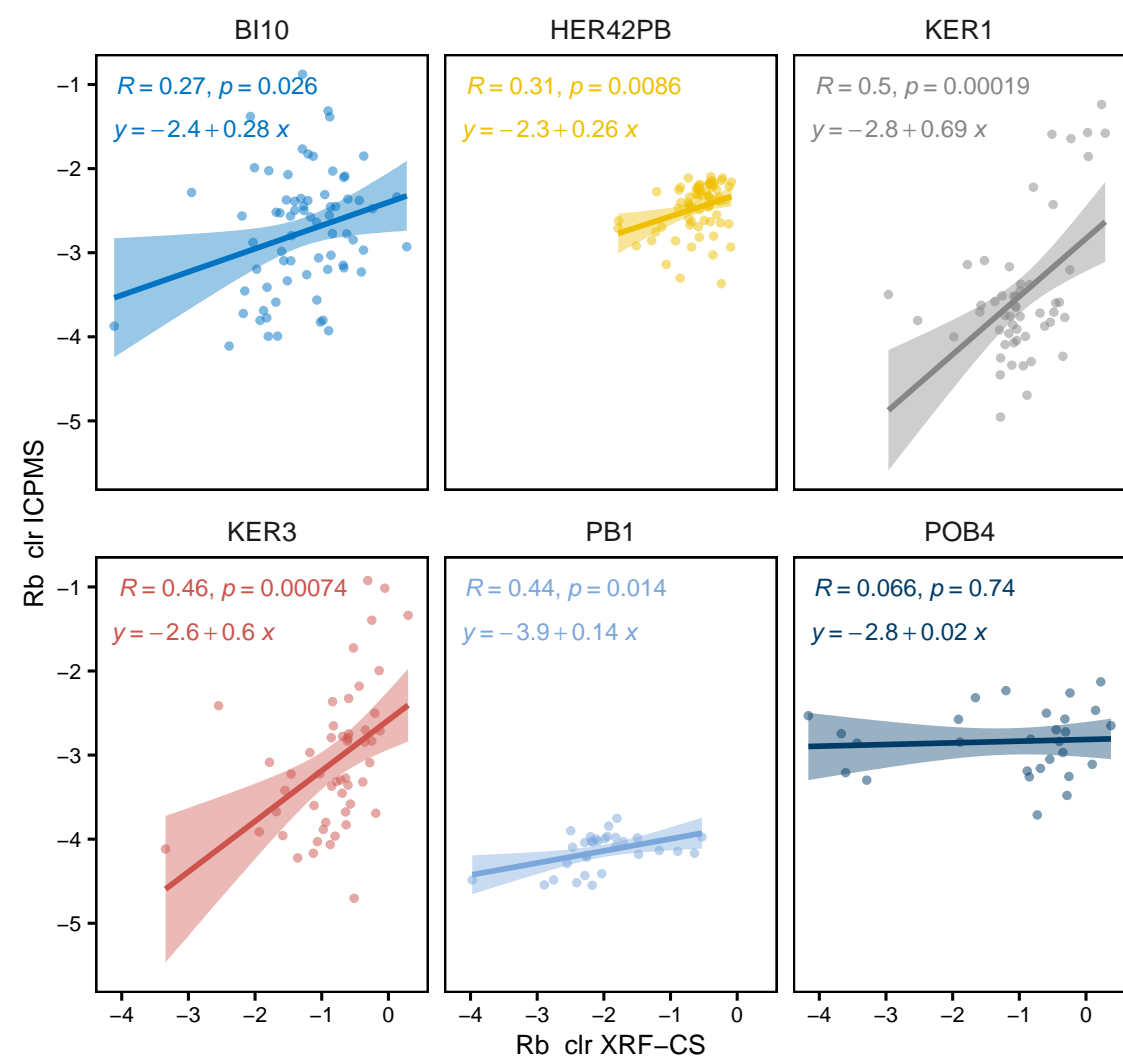 BI10 HER42PB KER1
R = 0.27, p = 0.026 R = 0.31, p = 0.0086 R = 0.5, p = 0.00019
y = −2.4 + 0.28 x y = −2.3 + 0.26 x y = −2.8 + 0.69 x
−1
−2
−3
−4
−5
Rb clr ICPMS
KER3 PB1 POB4
R = 0.46, p = 0.00074 R = 0.44, p = 0.014 R = 0.066, p = 0.74
y = −2.6 + 0.6 x y = −3.9 + 0.14 x y = −2.8 + 0.02 x
−1
−2
−3
−4
−5
−4 −3 −2 −1 0 −4 −3 −2 −1 0 −4 −3 −2 −1 0
Rb clr XRF−CS